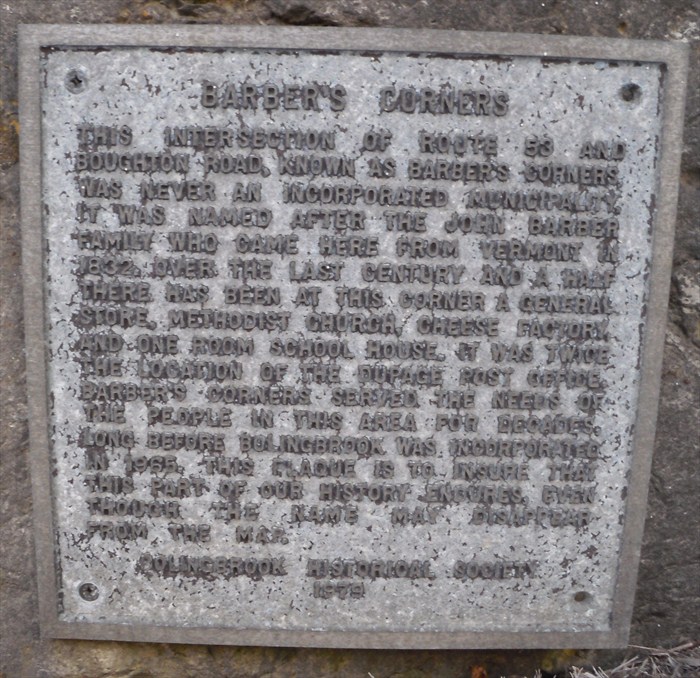 BARBER'S CORNERS
THIS INTERSECTION OF ROUTE 53 AND
BOUGHTON ROAD, KNOWN AS BARBER'S CORNERS
WAS NEVER AN INCORPORATED MUNICIPALITY.
IT WAS NAMED AFTER THE JOHN BARBER
FAMILY WHO CAME HERE FROM VERMONT IN
1832. OVER THE LAST CENTURY AND A HALF
THERE HAS BEEN AT THIS CORNER A GENERAL
STORE, METHODIST CHURCH, CHEESE FACTORY,
AND ONE ROOM SCHOOL HOUSE. IT WAS TWICE
THE LOCATION OF THE DUPAGE POST OFFICE.
BARBER'S CORNERS SERVED THE NEEDS OF
THE PEOPLE IN THIS AREA FOR DECADES,
LONG BEFORE BOLINGBROOK WAS INCORPORATED
IN 1965. THIS PLAQUE IS TO INSURE THAT
THIS PART OF OUR HISTORY ENDURES, EVEN
THOUGH THE NAME MAY DISAPPEAR
FROM THE MAP.
BOLINGBROOK HISTORICAL SOCIETY
1979